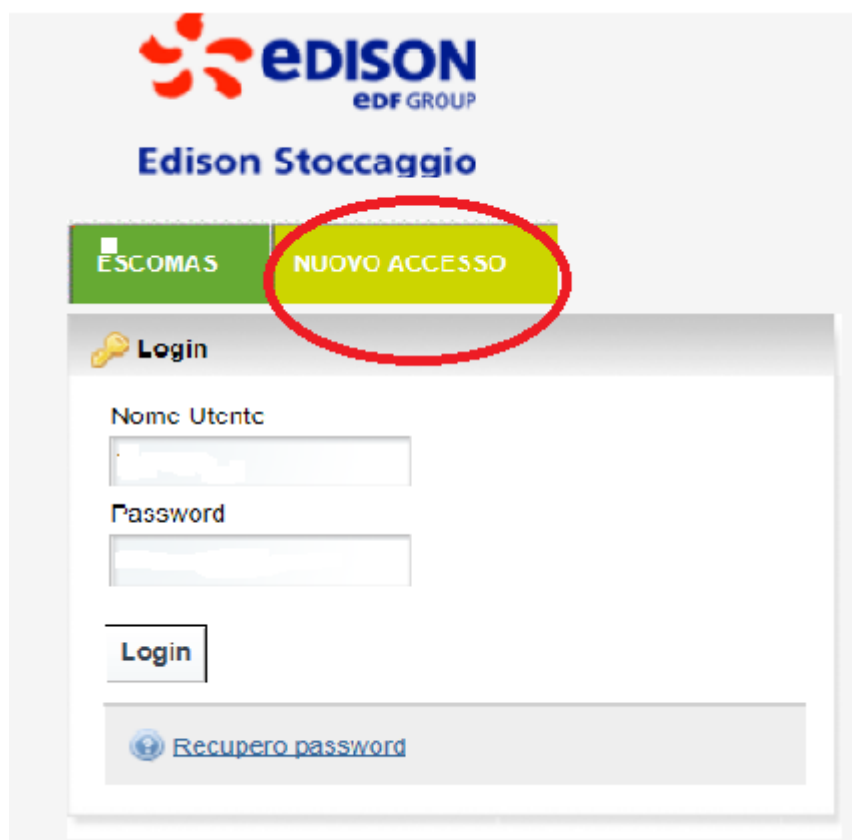 eDISON
eDF GROUP
Edison Stoccaggio
ESCOMAS NUOVO ACCESSO
Login
Nome Utente
Password
Login
Recupero password